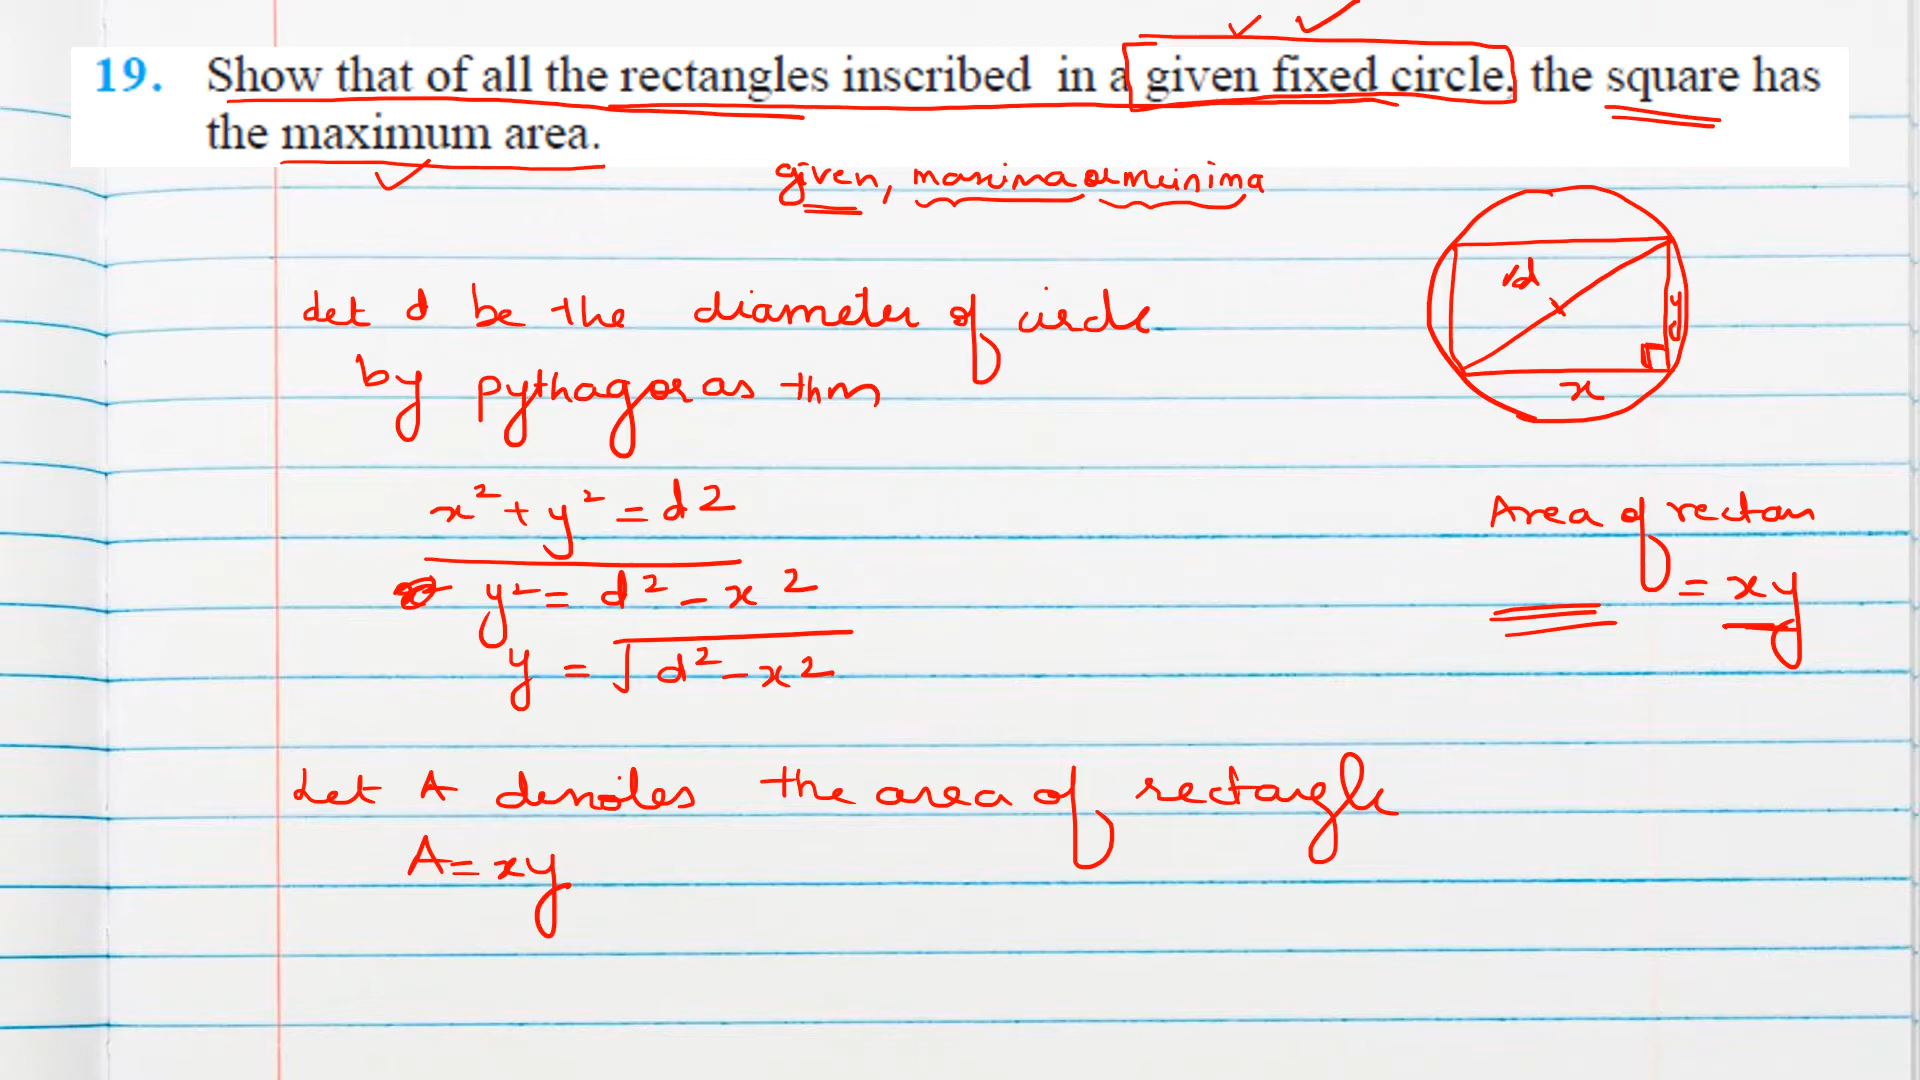 19. Show that of all the rectangles inscribed in a given fixed circle, the square has
the maximum area.
given, maxima or minima
Let d be the diameter of circle
by pythagoras thm
d
y
x
x² + y² = d2
y² = d² - x 2
y = √d² - x2
Area of rectan
= xy
Let A denotes the area of rectangle
A = xy